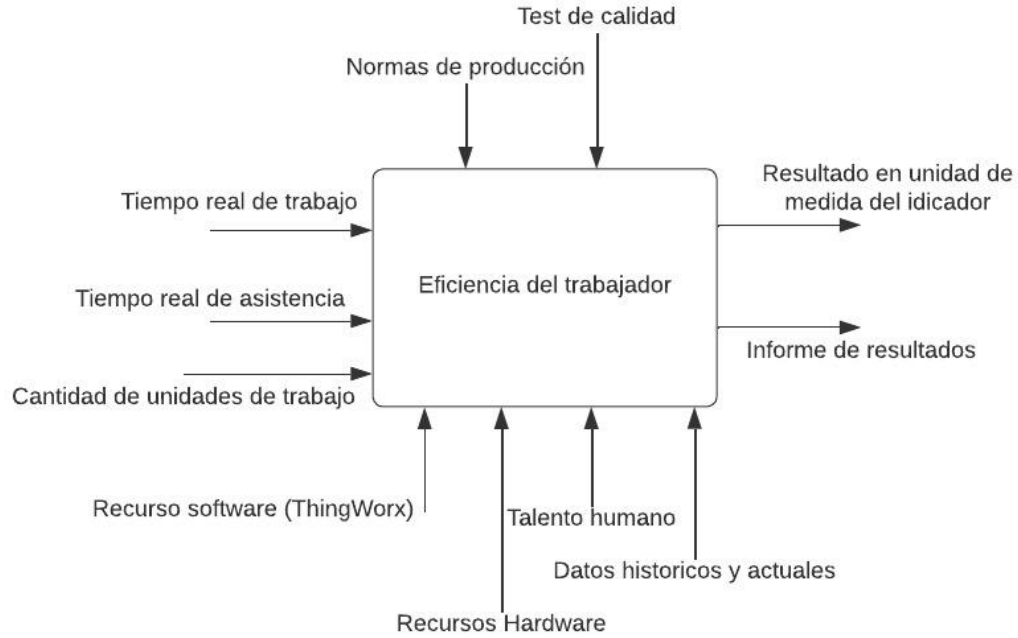 Test de calidad
Normas de producción
Resultado en unidad de
medida del idicador
Tiempo real de trabajo
Eficiencia del trabajador
Tiempo real de asistencia
Informe de resultados
Cantidad de unidades de trabajo
Recurso software (ThingWorx)
Talento humano
Datos historicos y actuales
Recursos Hardware